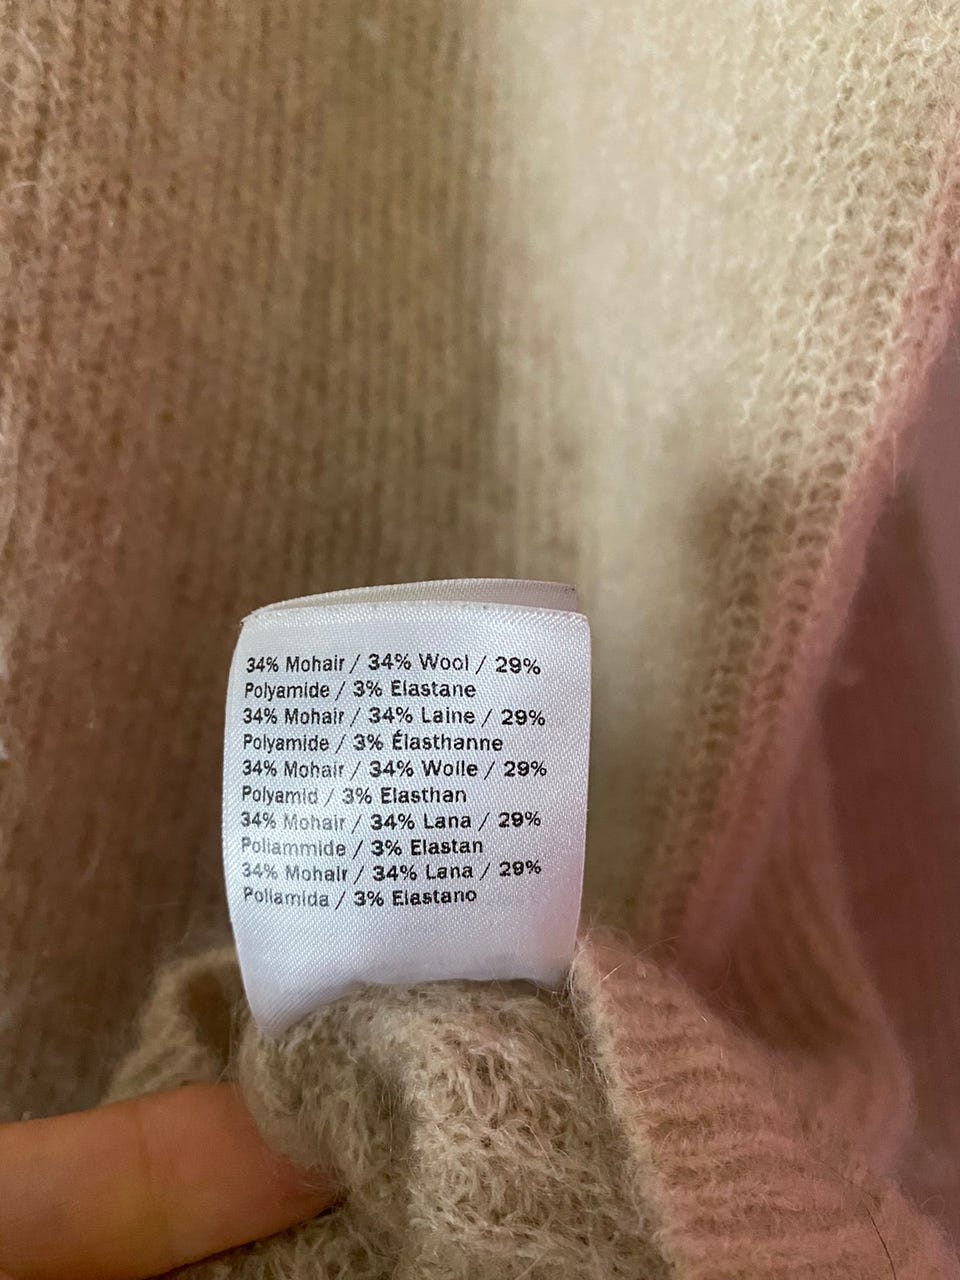 34% Mohair / 34% Wool / 29%
Polyamide / 3% Elastane
34% Mohair / 34% Laine / 29%
Polyamide / 3% Élasthanne
34% Mohair / 34% Wolle / 29%
Polyamid / 3% Elasthan
34% Mohair / 34% Lana / 29%
Poliammide / 3% Elastan
34% Mohair / 34% Lana / 29%
Poliamida / 3% Elastano